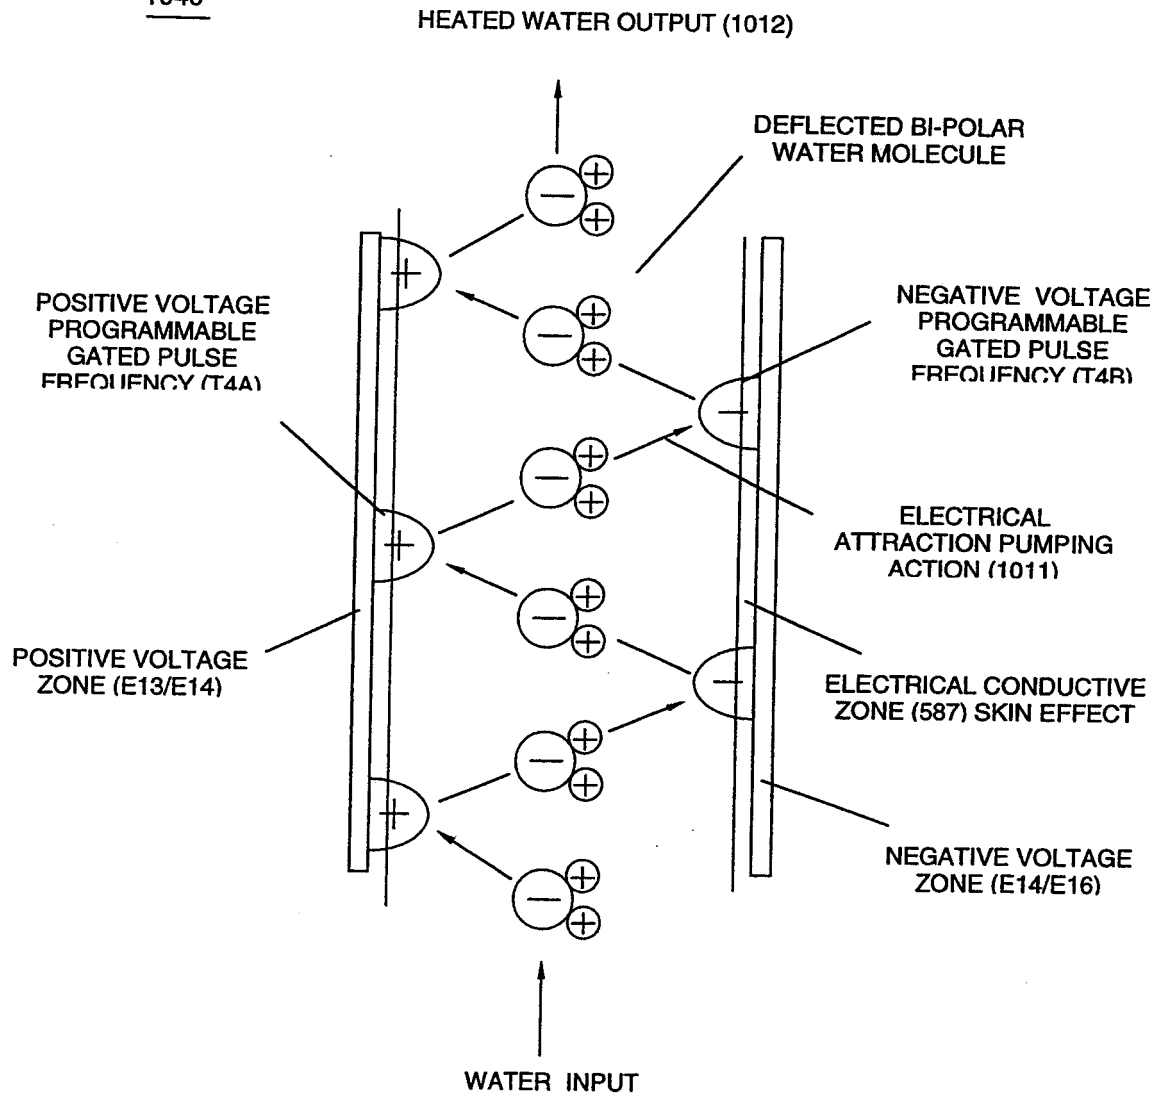 HEATED WATER OUTPUT (1012)
DEFLECTED BI-POLAR
WATER MOLECULE
POSITIVE VOLTAGE
PROGRAMMABLE
GATED PULSE
FREQUENCY (T4A)
NEGATIVE VOLTAGE
PROGRAMMABLE
GATED PULSE
FREQUENCY (T4B)
ELECTRICAL
ATTRACTION PUMPING
ACTION (1011)
POSITIVE VOLTAGE
ZONE (E13/E14)
ELECTRICAL CONDUCTIVE
ZONE (587) SKIN EFFECT
NEGATIVE VOLTAGE
ZONE (E14/E16)
WATER INPUT